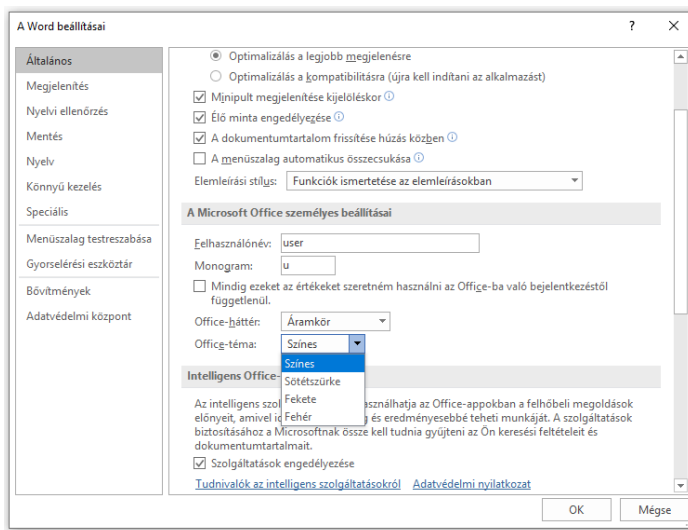 A Word beállításai
?
Általános
Megjelenítés
Nyelvi ellenőrzés
Mentés
Nyelv
Könnyű kezelés
Speciális
Menüszalag testreszabása
Gyorselérési eszköztár
Bővítmények
Adatvédelmi központ
Optimalizálás a legjobb megjelenésre
Optimalizálás a kompatibilitásra (újra kell indítani az alkalmazást)
Minipult megjelenítése kijelöléskor
Élő minta engedélyezése
A dokumentumtartalom frissítése húzás közben
A menüszalag automatikus összecsukása
Elemleírási stílus: Funkciók ismertetése az elemleírásokban
A Microsoft Office személyes beállításai
Felhasználónév: user
Monogram: u
Mindig ezeket az értékeket szeretném használni az Office-ba való bejelentkezéstől
függetlenül.
Office-háttér: Áramkör
Office-téma: Színes
Színes
Sötétszürke
Fekete
Fehér
Intelligens Office-
Az intelligens használhatja az Office-appokban a felhőbeli megoldások
előnyeit, amivel és eredményesebbé teheti munkáját. A szolgáltatások
biztosításához a Microsoftnak össze kell tudnia gyűjteni az Ön keresési feltételeit és
dokumentumtartalmait.
Szolgáltatások engedélyezése
Tudnivalók az intelligens szolgáltatásokról Adatvédelmi nyilatkozat
OK Mégse